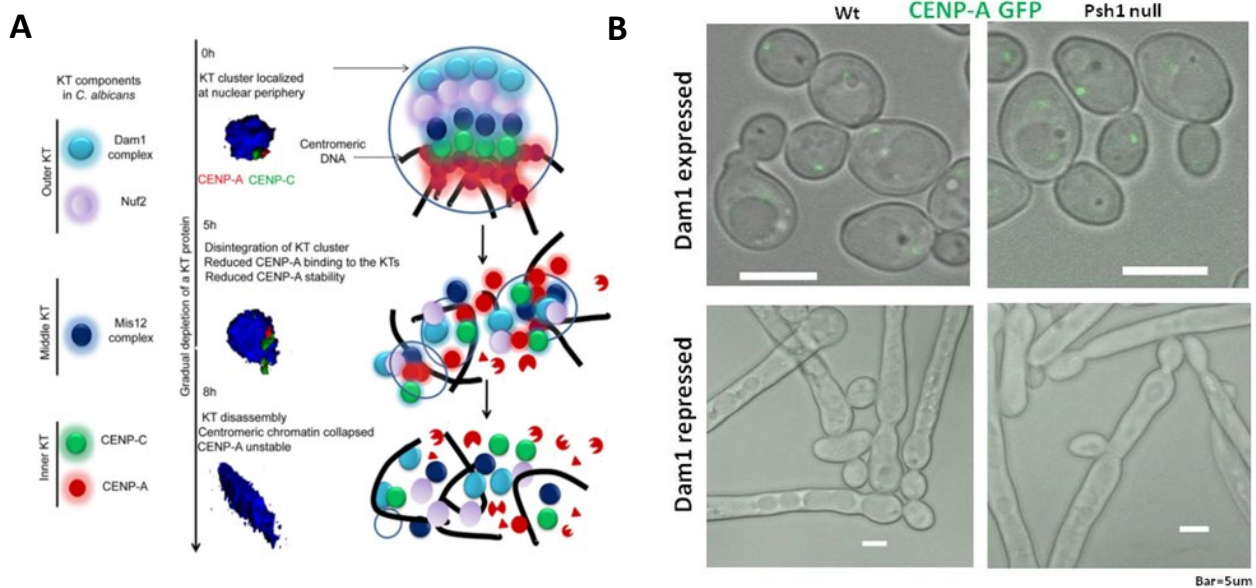 A
KT components
in C. albicans
Outer KT
Dam1
complex
Nuf2
Middle KT
Mis12
complex
Inner KT
CENP-C
CENP-A
Gradual depletion of a KT protein
0h
KT cluster localized
at nuclear periphery
Centromeric
DNA
CENP-A CENP-C
5h
Disintegration of KT cluster
Reduced CENP-A binding to the KTs
Reduced CENP-A stability
8h
KT disassembly
Centromeric chromatin collapsed
CENP-A unstable
B
Wt CENP-A GFP Psh1 null
Dam1 expressed
Dam1 repressed
Bar=5um